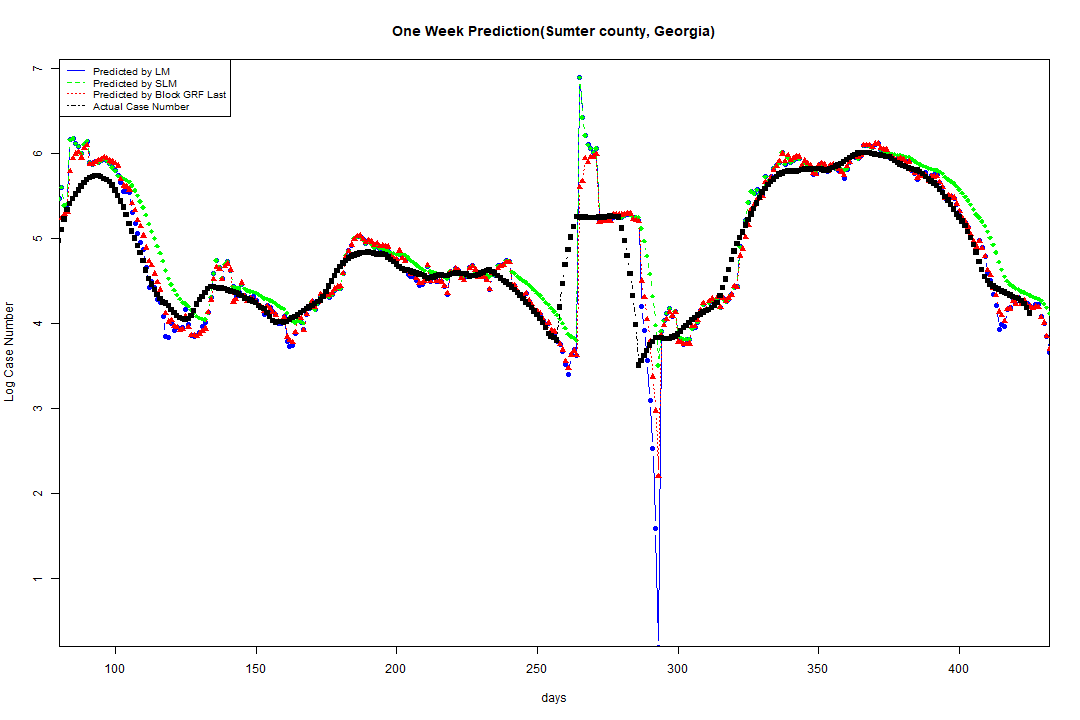 One Week Prediction(Sumter county, Georgia)
Predicted by LM
Predicted by SLM
Predicted by Block GRF Last
Actual Case Number
7
6
5
4
3
2
1
Log Case Number
100 150 200 250 300 350 400
days